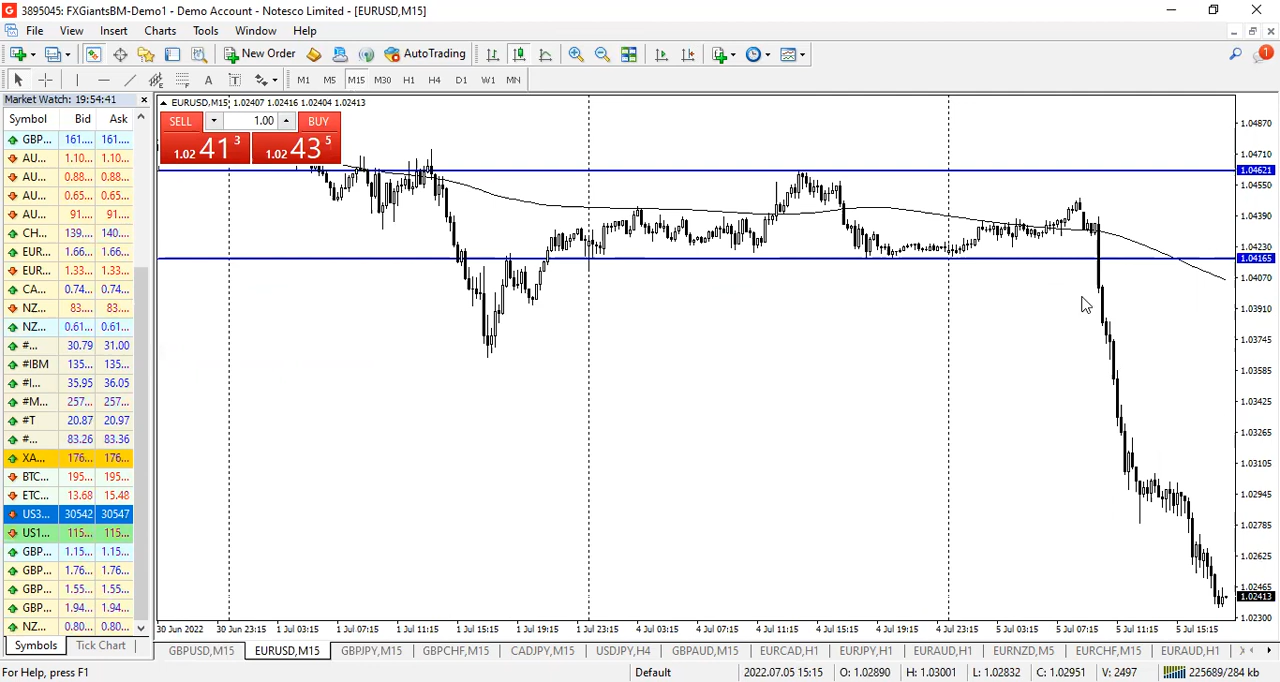 3895045: FXGiantsBM-Demo1 - Demo Account - Notesco Limited - [EURUSD,M15]
File View Insert Charts Tools Window Help
New Order AutoTrading 1
A T M1 M5 M15 M30 H1 H4 D1 W1 MN
Market Watch: 19:54:41
Symbol Bid Ask
GBP... 161.... 161....
AU... 1.10... 1.10...
AU... 0.88... 0.88...
AU... 0.65... 0.65...
AU... 91.... 91....
CH... 139.... 140....
EUR... 1.66... 1.66...
EUR... 1.33... 1.33...
CA... 0.74... 0.74...
NZ... 83.... 83....
NZ... 0.61... 0.61...
#... 30.79 31.00
#IBM 135... 135...
#I... 35.95 36.05
#M... 257... 257...
#T 20.87 20.97
#... 83.26 83.36
XA... 176... 176...
BTC... 195... 195...
ETC... 13.68 15.48
US3... 30542 30547
US1... 115... 115...
GBP... 1.15... 1.15...
GBP... 1.76... 1.76...
GBP... 1.55... 1.55...
GBP... 1.94... 1.94...
NZ... 0.80... 0.80...
Symbols Tick Chart
EURUSD,M15 1.02407 1.02416 1.02404 1.02413
SELL 1.00 BUY
1.02 41 3 1.02 43 5
1.04870
1.04710
1.04621
1.04550
1.04390
1.04230
1.04165
1.04070
1.03910
1.03745
1.03585
1.03425
1.03265
1.03105
1.02945
1.02785
1.02625
1.02465
1.02413
1.02300
30 Jun 2022 30 Jun 23:15 1 Jul 03:15 1 Jul 07:15 1 Jul 11:15 1 Jul 15:15 1 Jul 19:15 1 Jul 23:15 4 Jul 03:15 4 Jul 07:15 4 Jul 11:15 4 Jul 15:15 4 Jul 19:15 4 Jul 23:15 5 Jul 03:15 5 Jul 07:15 5 Jul 11:15 5 Jul 15:15
GBPUSD,M15 EURUSD,M15 GBPJPY,M15 GBPCHF,M15 CADJPY,M15 USDJPY,H4 GBPAUD,M15 EURCAD,H1 EURJPY,H1 EURAUD,H1 EURNZD,M5 EURCHF,M15 EURAUD,H1
For Help, press F1 Default 2022.07.05 15:15 O: 1.02890 H: 1.03001 L: 1.02832 C: 1.02951 V: 2497 225689/284 kb